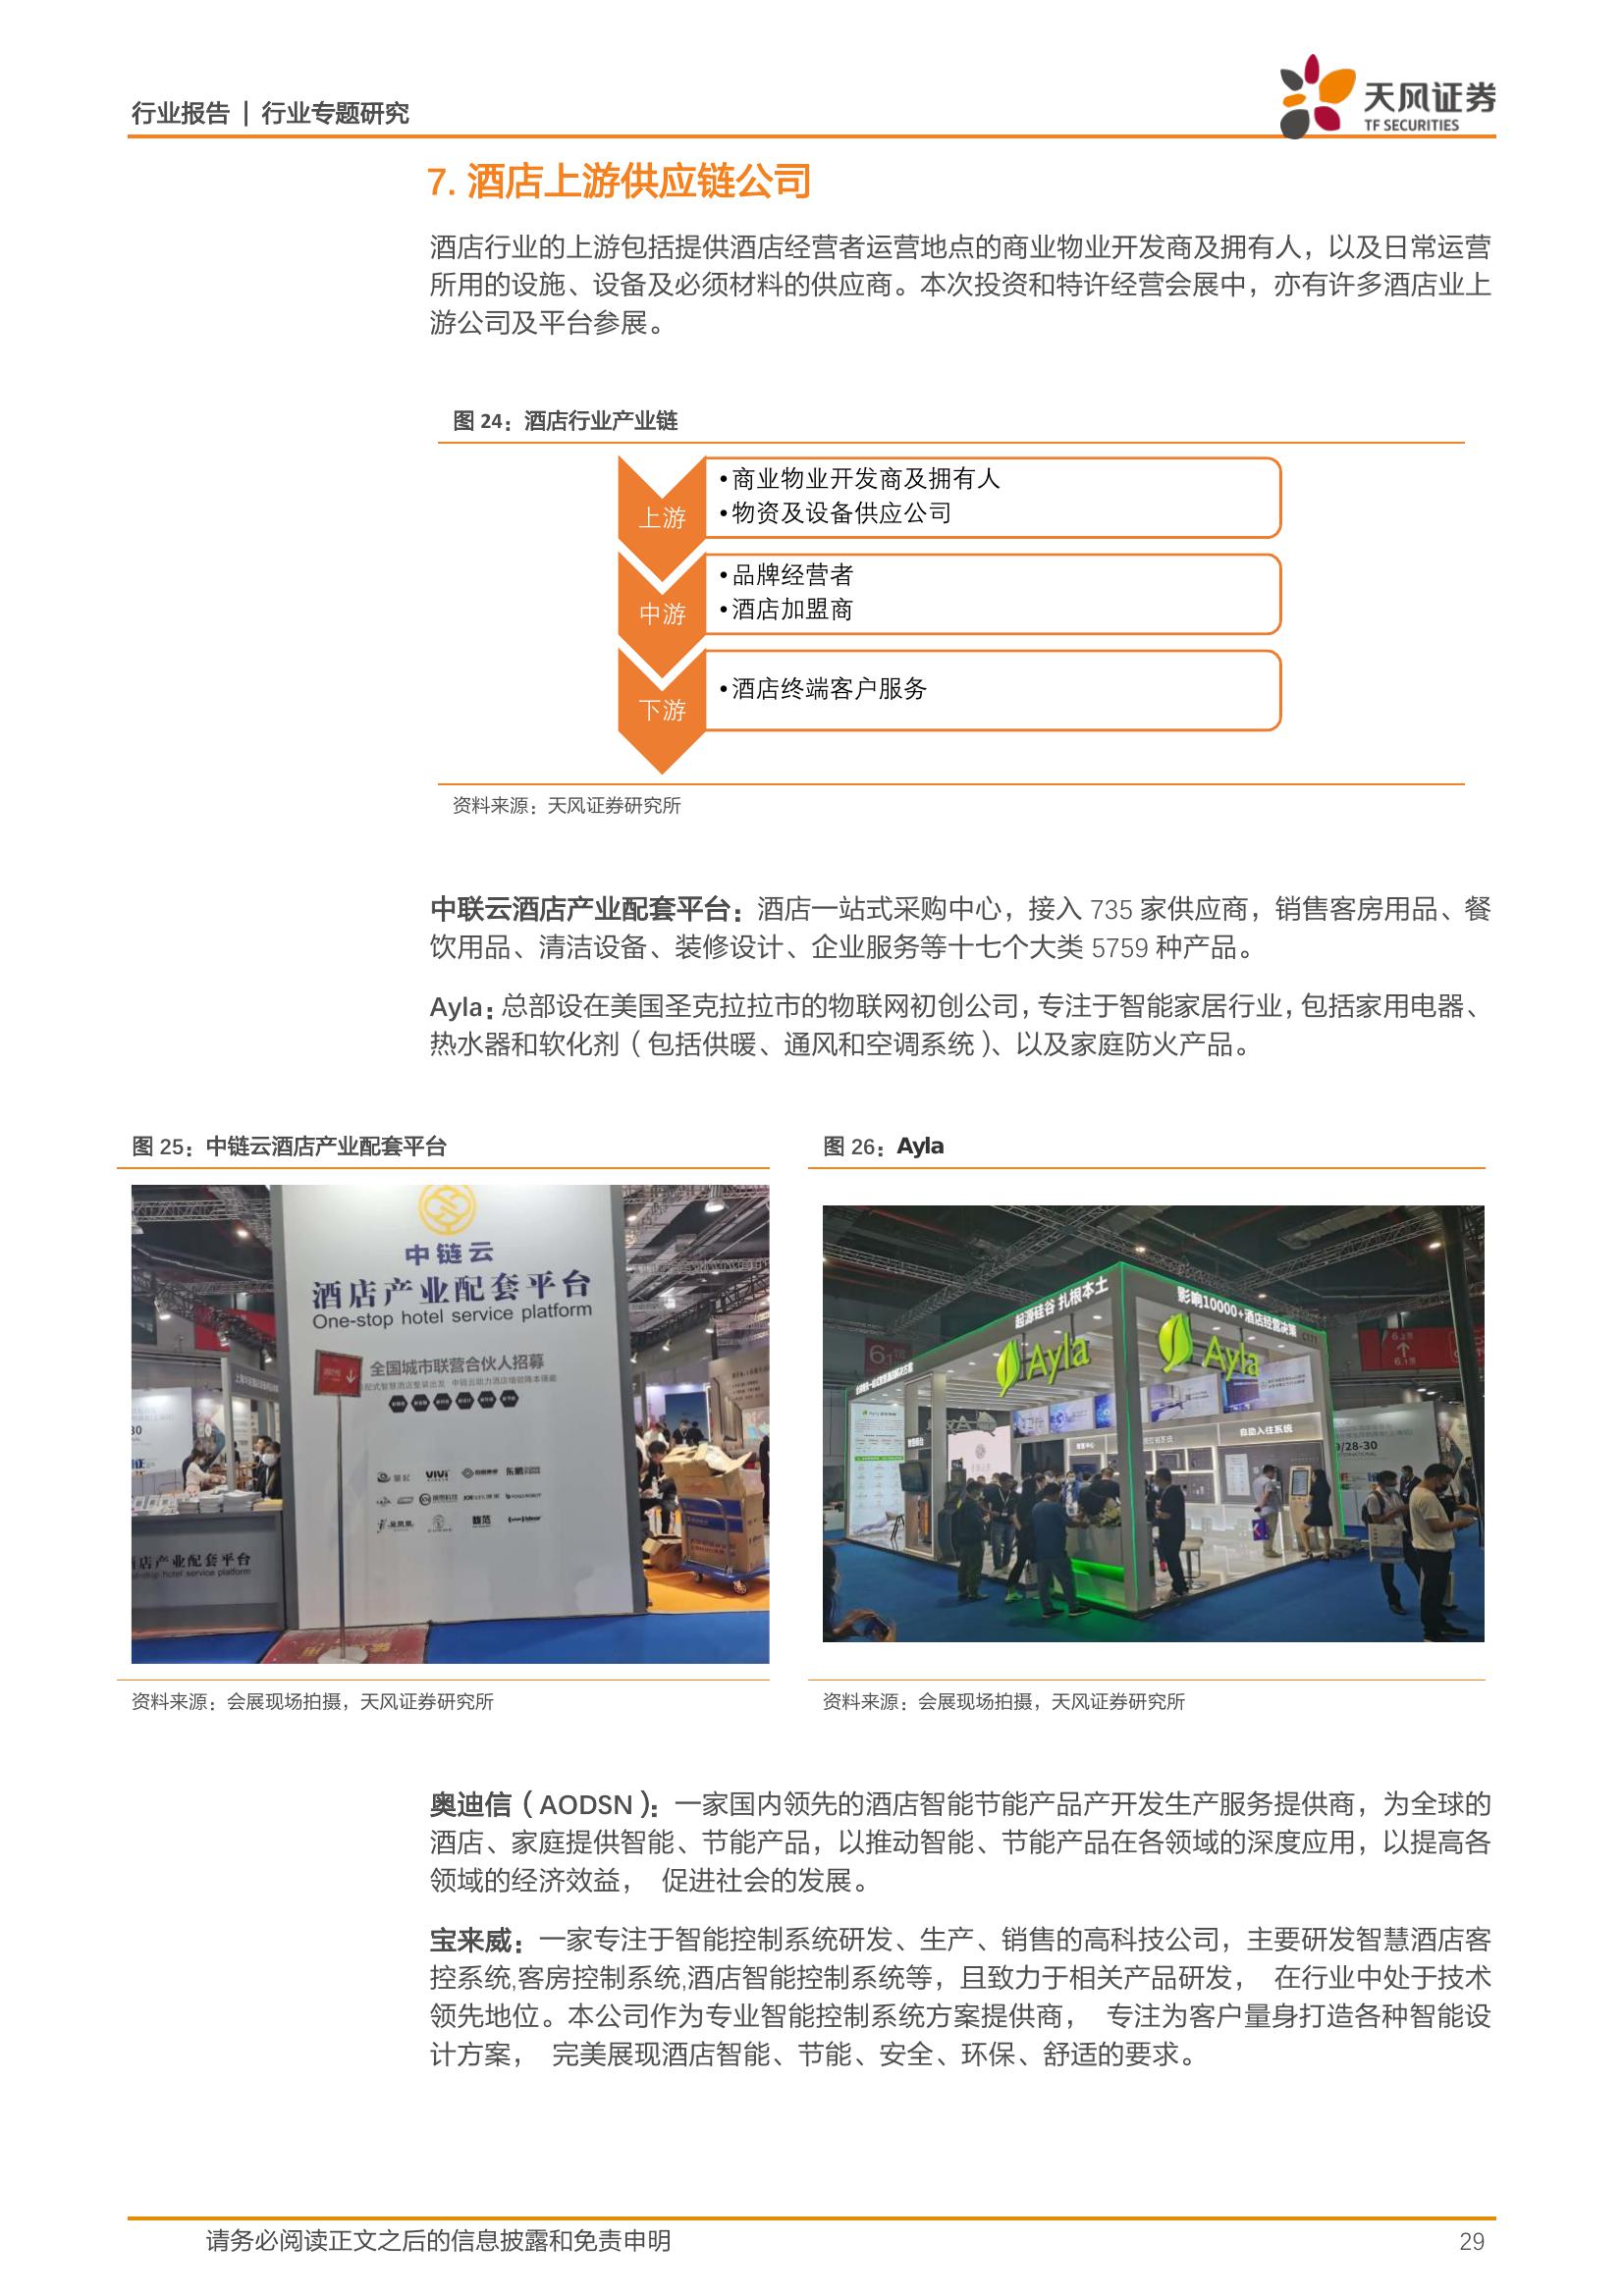 行业报告 | 行业专题研究
天风证券
TF SECURITIES
7. 酒店上游供应链公司
酒店行业的上游包括提供酒店经营者运营地点的商业物业开发商及拥有人，以及日常运营
所用的设施、设备及必须材料的供应商。本次投资和特许经营会展中，亦有许多酒店业上
游公司及平台参展。
图 24：酒店行业产业链
上游
•商业物业开发商及拥有人
•物资及设备供应公司
中游
•品牌经营者
•酒店加盟商
下游
•酒店终端客户服务
资料来源：天风证券研究所
中联云酒店产业配套平台：酒店一站式采购中心，接入 735 家供应商，销售客房用品、餐
饮用品、清洁设备、装修设计、企业服务等十七个大类 5759 种产品。
Ayla：总部设在美国圣克拉拉市的物联网初创公司，专注于智能家居行业，包括家用电器、
热水器和软化剂（包括供暖、通风和空调系统）、以及家庭防火产品。
图 25：中链云酒店产业配套平台
中链云
酒店产业配套平台
One-stop hotel service platform
全国城市联营合伙人招募
VIVI
酒店产业配套平台
hotel service platform
资料来源：会展现场拍摄，天风证券研究所
图 26：Ayla
起源硅谷 扎根本土
影响10000+酒店经营决策
Ayla
Ayla
自助入住系统
9/28-30
资料来源：会展现场拍摄，天风证券研究所
奥迪信（AODSN）：一家国内领先的酒店智能节能产品产开发生产服务提供商，为全球的
酒店、家庭提供智能、节能产品，以推动智能、节能产品在各领域的深度应用，以提高各
领域的经济效益， 促进社会的发展。
宝来威：一家专注于智能控制系统研发、生产、销售的高科技公司，主要研发智慧酒店客
控系统,客房控制系统,酒店智能控制系统等，且致力于相关产品研发， 在行业中处于技术
领先地位。本公司作为专业智能控制系统方案提供商， 专注为客户量身打造各种智能设
计方案， 完美展现酒店智能、节能、安全、环保、舒适的要求。
请务必阅读正文之后的信息披露和免责申明
29